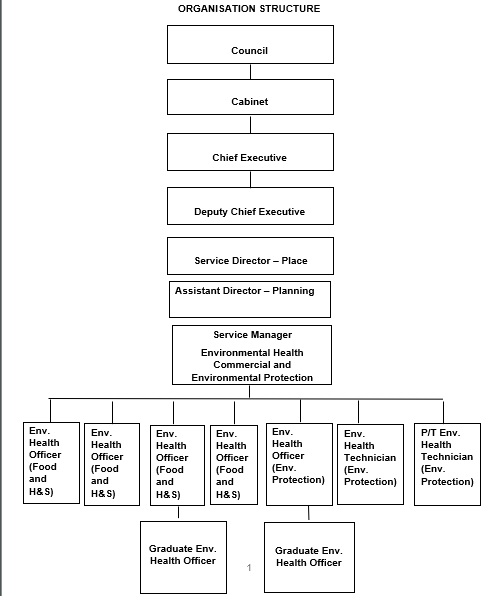 ORGANISATION STRUCTURE
Council
Cabinet
Chief Executive
Deputy Chief Executive
Service Director – Place
Assistant Director – Planning
Service Manager
Environmental Health
Commercial and
Environmental Protection
Env.
Health
Officer
(Food
and
H&S)
Env.
Health
Officer
(Food
and
H&S)
Env.
Health
Officer
(Food
and
H&S)
Env.
Health
Officer
(Food
and
H&S)
Env.
Health
Officer
(Env.
Protection)
Env.
Health
Technician
(Env.
Protection)
P/T Env.
Health
Technician
(Env.
Protection)
Graduate Env.
Health Officer
Graduate Env.
Health Officer
1